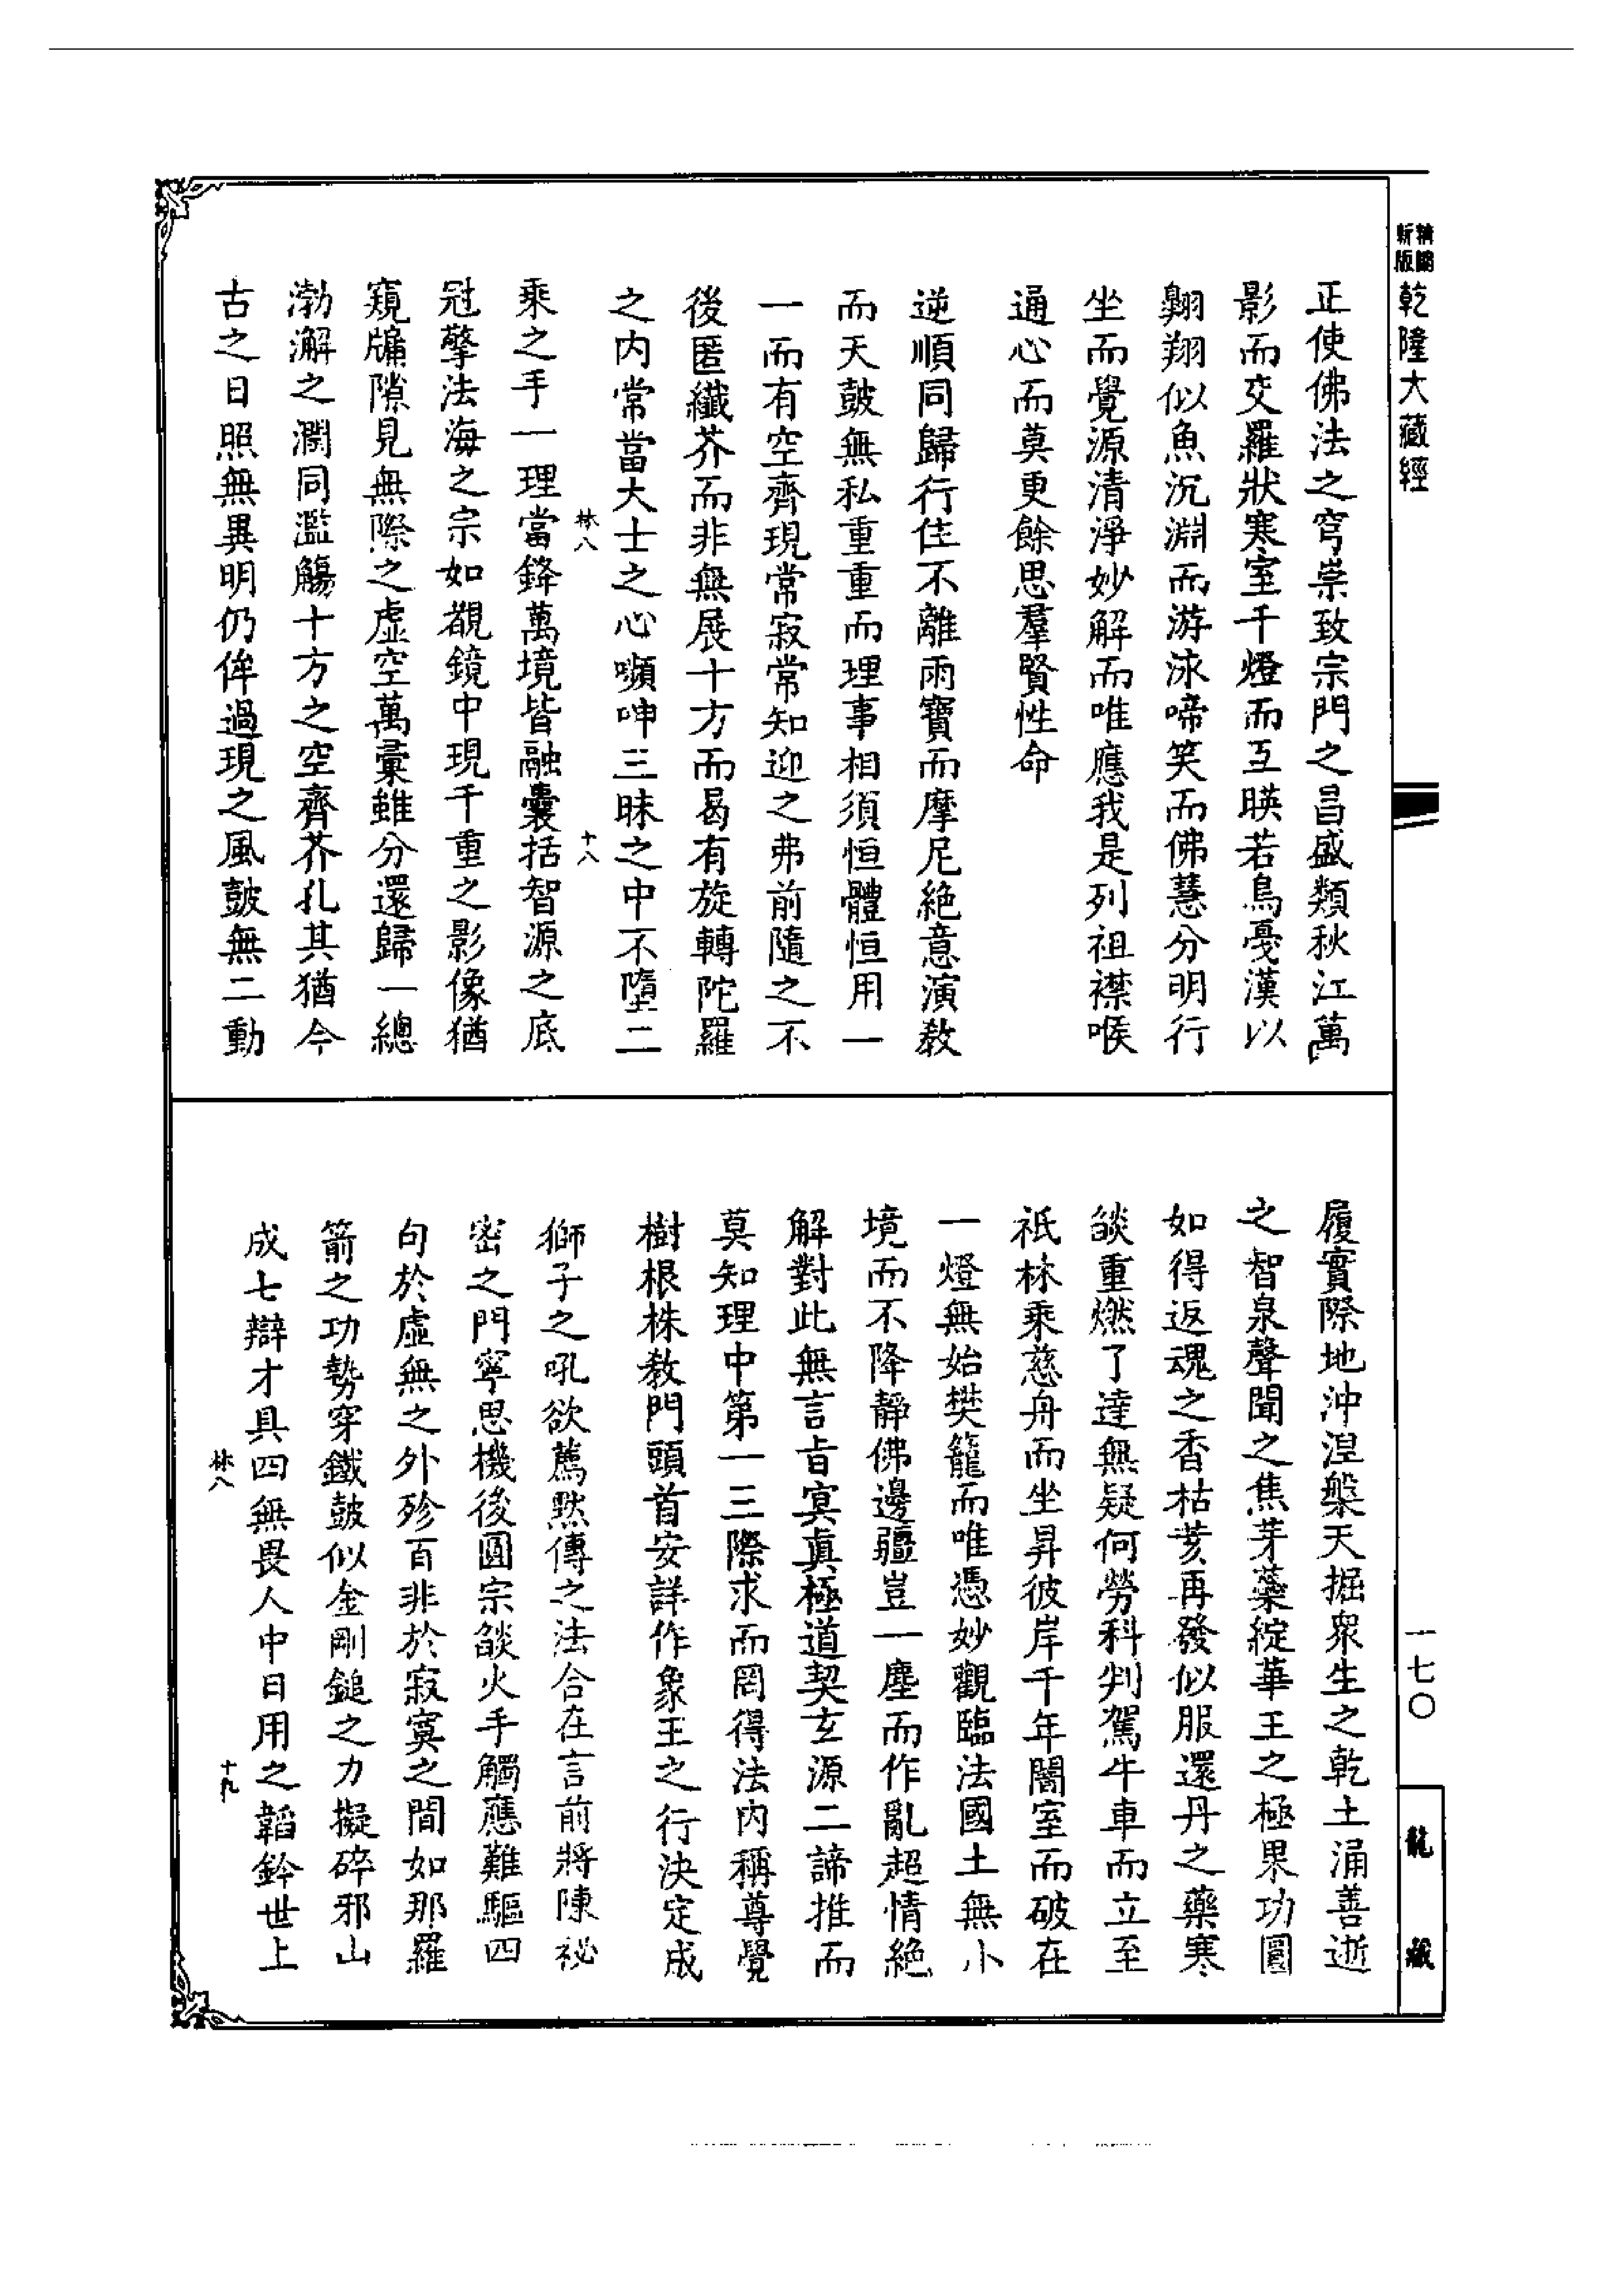 精縮新版
乾隆大藏經
正使佛法之穹崇致宗門之昌盛類秋江萬
影而交羅狀寒室千燈而互暎若鳥戞漢以
翺翔似魚沉淵而游泳啼笑而佛慧分明行
坐而覺源清淨妙解而唯應我是列祖襟喉
通心而莫更餘思羣賢性命
逆順同歸行住不離雨寶而摩尼絶意演教
而天鼓無私重重而理事相須恒體恒用一
一而有空齊現常寂常知迎之弗前隨之不
後匿纖芥而非無展十方而曷有旋轉陀羅
之内常當大士之心嚬呻三昧之中不墮二
林八
十八
乘之手一理當鋒萬境皆融囊括智源之底
冠擎法海之宗如覩鏡中現千重之影像猶
窺牖隙見無際之虛空萬彙雖分還歸一總
渤澥之濶同濫觴十方之空齊芥孔其猶今
古之日照無異明仍侔過現之風鼓無二動
履實際地沖涅槃天掘衆生之乾土涌善逝
之智泉聲聞之焦芽蘂綻華王之極果功圓
如得返魂之香枯荄再發似服還丹之藥寒
燄重燃了達無疑何勞科判駕牛車而立至
祇林乘慈舟而坐昇彼岸千年闇室而破在
一燈無始樊籠而唯憑妙觀臨法國土無小
境而不降靜佛邊疆豈一塵而作亂超情絶
解對此無言旨冥眞極道契玄源二諦推而
莫知理中第一三際求而罔得法内稱尊覺
樹根株教門頭首安詳作象王之行決定成
獅子之吼欲薦默傳之法合在言前將陳祕
密之門寧思機後圓宗燄火手觸應難驅四
句於虛無之外殄百非於寂寞之間如那羅
箭之功勢穿鐵鼓似金剛鎚之力擬碎邪山
成七辯才具四無畏人中日用之韜鈐世上
林八
十九
一七〇
龍藏